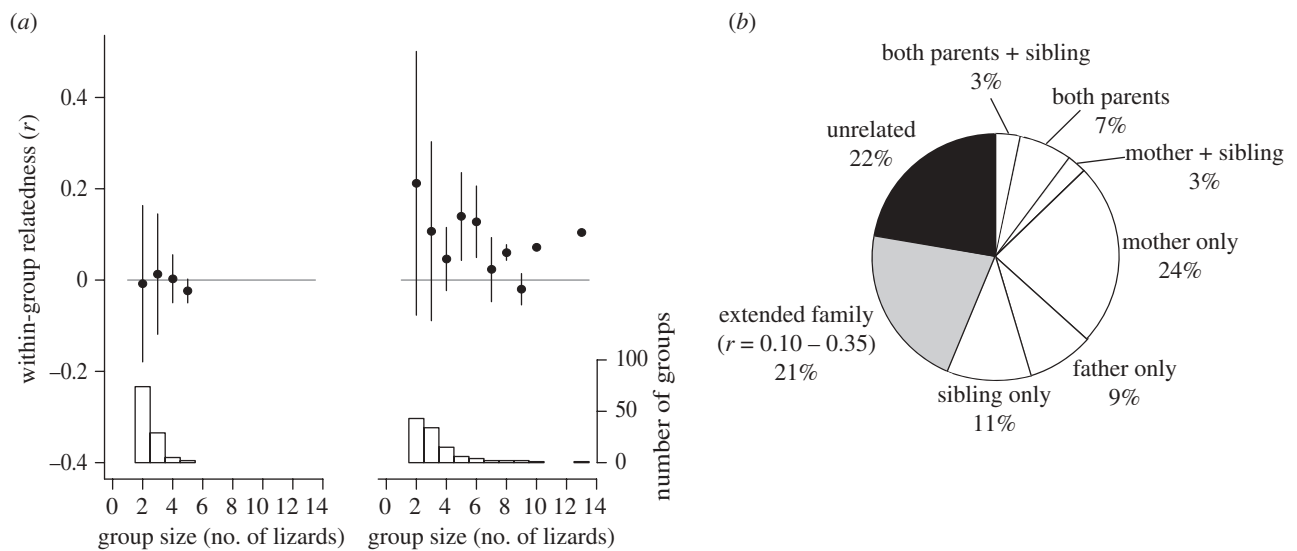 (a)
within-group relatedness (r)
0.4
0.2
0
–0.2
–0.4
0 2 4 6 8 10 12 14
group size (no. of lizards)
100
50
0
number of groups
0 2 4 6 8 10 12 14
group size (no. of lizards)
(b)
both parents + sibling
3%
both parents
7%
mother + sibling
3%
mother only
24%
father only
9%
sibling only
11%
extended family
(r = 0.10 – 0.35)
21%
unrelated
22%